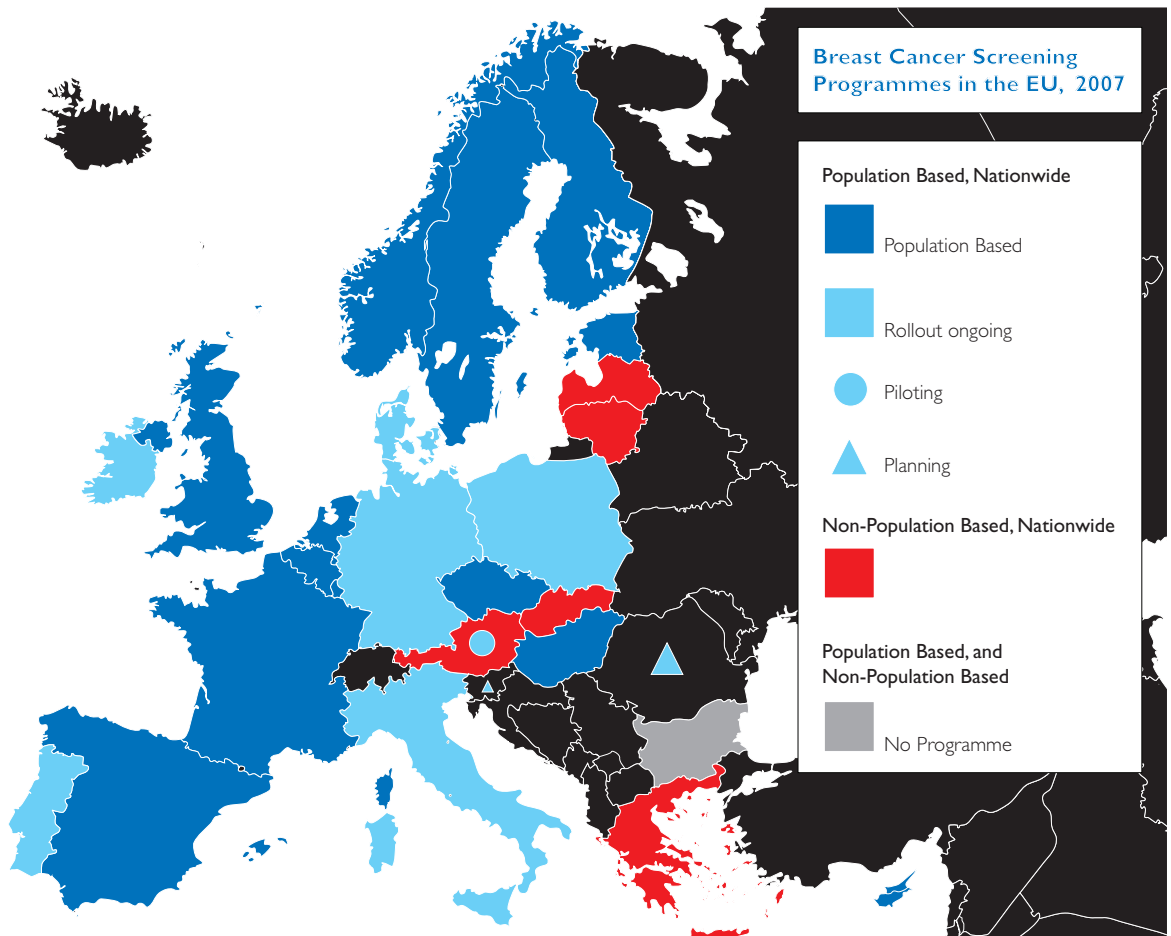 Breast Cancer Screening
Programmes in the EU, 2007
Population Based, Nationwide
Population Based
Rollout ongoing
Piloting
Planning
Non-Population Based, Nationwide
Population Based, and
Non-Population Based
No Programme